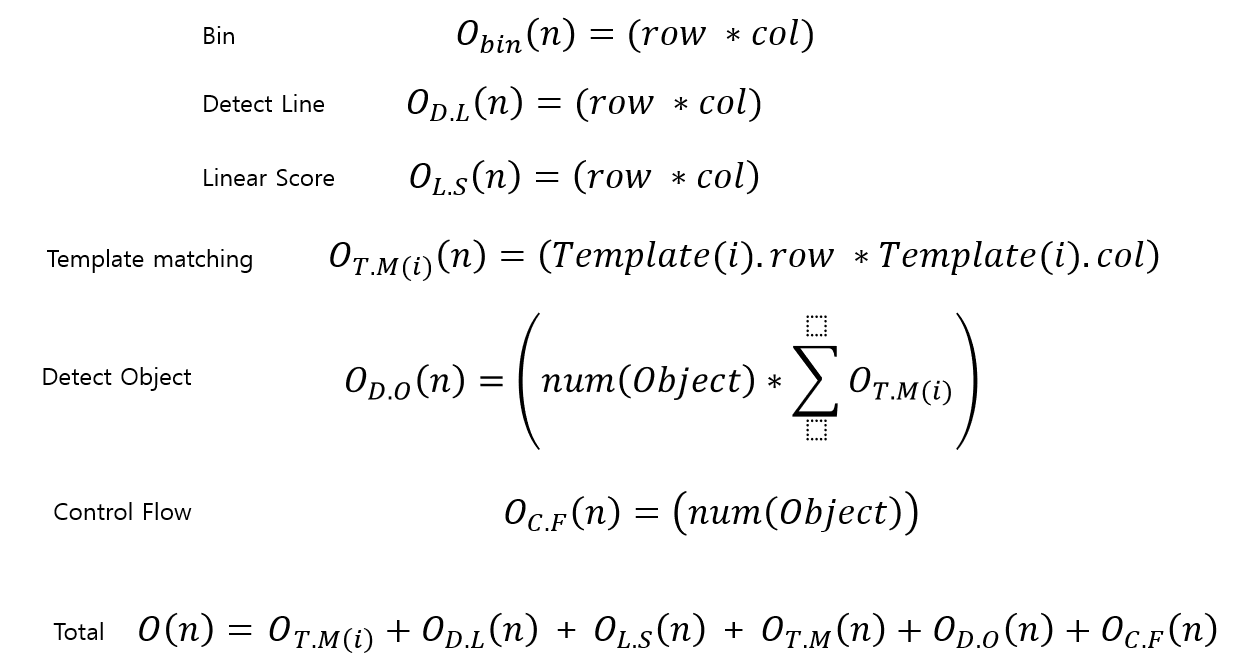 Bin O_{bin}(n) = (row * col)
Detect Line O_{D.L}(n) = (row * col)
Linear Score O_{L.S}(n) = (row * col)
Template matching O_{T.M(i)}(n) = (Template(i).row * Template(i).col)
Detect Object O_{D.O}(n) = (num(Object) * ∑ O_{T.M(i)})
Control Flow O_{C.F}(n) = (num(Object))
Total O(n) = O_{T.M(i)} + O_{D.L}(n) + O_{L.S}(n) + O_{T.M}(n) + O_{D.O}(n) + O_{C.F}(n)